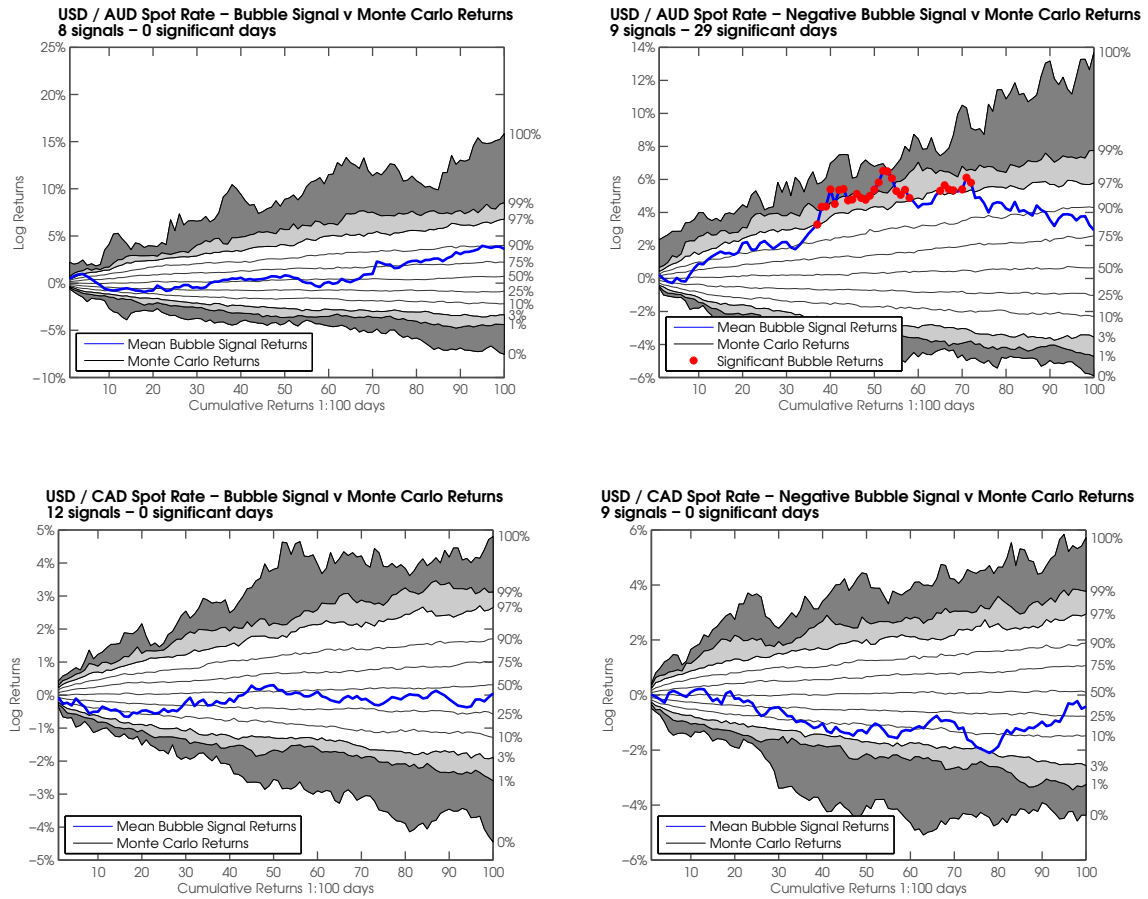 USD / AUD Spot Rate – Bubble Signal v Monte Carlo Returns
8 signals – 0 significant days
25%
20%
15%
10%
5%
0%
−5%
−10%
Log Returns
100%
99%
97%
90%
75%
50%
25%
10%
3%
1%
0%
Mean Bubble Signal Returns
Monte Carlo Returns
10 20 30 40 50 60 70 80 90 100
Cumulative Returns 1:100 days
USD / AUD Spot Rate – Negative Bubble Signal v Monte Carlo Returns
9 signals – 29 significant days
14%
12%
10%
8%
6%
4%
2%
0%
−2%
−4%
−6%
Log Returns
100%
99%
97%
90%
75%
50%
25%
10%
3%
1%
0%
Mean Bubble Signal Returns
Monte Carlo Returns
Significant Bubble Returns
10 20 30 40 50 60 70 80 90 100
Cumulative Returns 1:100 days
USD / CAD Spot Rate – Bubble Signal v Monte Carlo Returns
12 signals – 0 significant days
5%
4%
3%
2%
1%
0%
−1%
−2%
−3%
−4%
−5%
Log Returns
100%
99%
97%
90%
75%
50%
25%
10%
3%
1%
0%
Mean Bubble Signal Returns
Monte Carlo Returns
10 20 30 40 50 60 70 80 90 100
Cumulative Returns 1:100 days
USD / CAD Spot Rate – Negative Bubble Signal v Monte Carlo Returns
9 signals – 0 significant days
6%
4%
2%
0%
−2%
−4%
−6%
Log Returns
100%
99%
97%
90%
75%
50%
25%
10%
3%
1%
0%
Mean Bubble Signal Returns
Monte Carlo Returns
10 20 30 40 50 60 70 80 90 100
Cumulative Returns 1:100 days